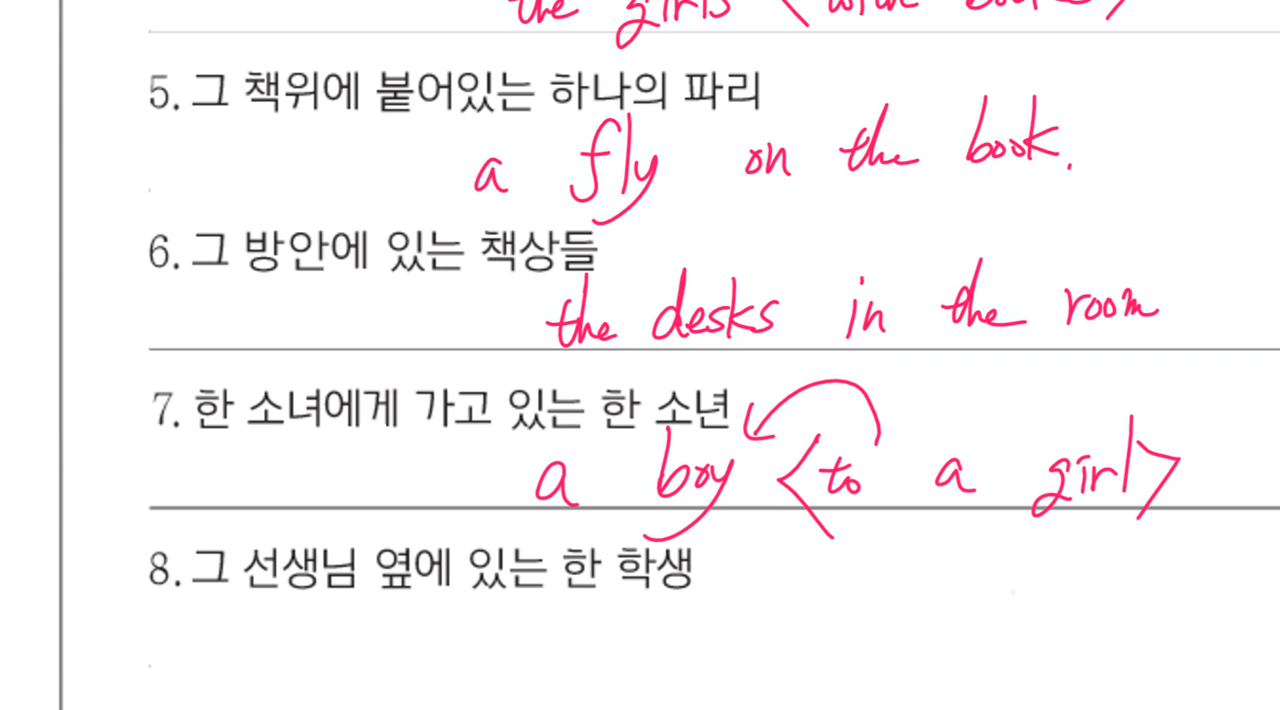 the girls
5. 그 책위에 붙어있는 하나의 파리
a fly on the book.
6. 그 방안에 있는 책상들
the desks in the room
7. 한 소녀에게 가고 있는 한 소년
a boy <to a girl>
8. 그 선생님 옆에 있는 한 학생